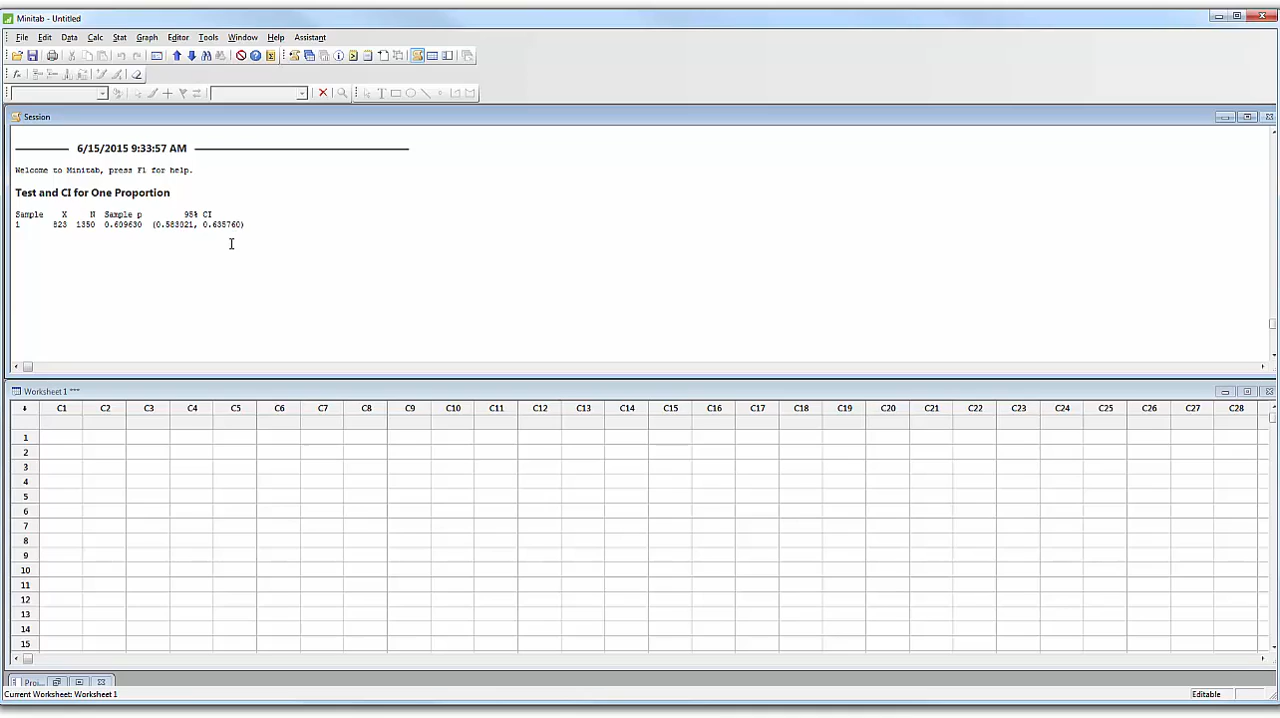 Minitab - Untitled
File Edit Data Calc Stat Graph Editor Tools Window Help Assistant
Session
6/15/2015 9:33:57 AM
Welcome to Minitab, press F1 for help.
Test and CI for One Proportion
Sample X N Sample p 95% CI
1 823 1350 0.609630 (0.583021, 0.635760)
Worksheet 1 ***
C1 C2 C3 C4 C5 C6 C7 C8 C9 C10 C11 C12 C13 C14 C15 C16 C17 C18 C19 C20 C21 C22 C23 C24 C25 C26 C27 C28
1
2
3
4
5
6
7
8
9
10
11
12
13
14
15
Proj...
Current Worksheet: Worksheet 1 Editable